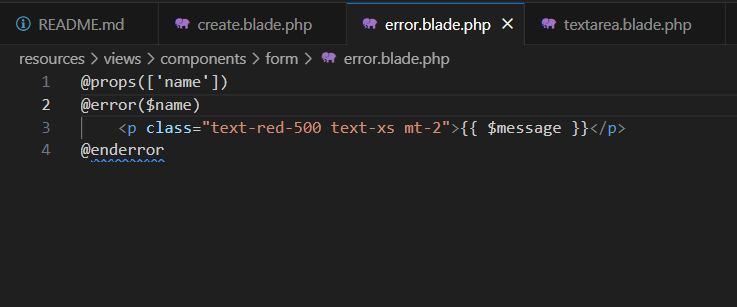 README.md create.blade.php error.blade.php textarea.blade.php
resources > views > components > form > error.blade.php
1 @props(['name'])
2 @error($name)
3 <p class="text-red-500 text-xs mt-2">{{ $message }}</p>
4 @enderror